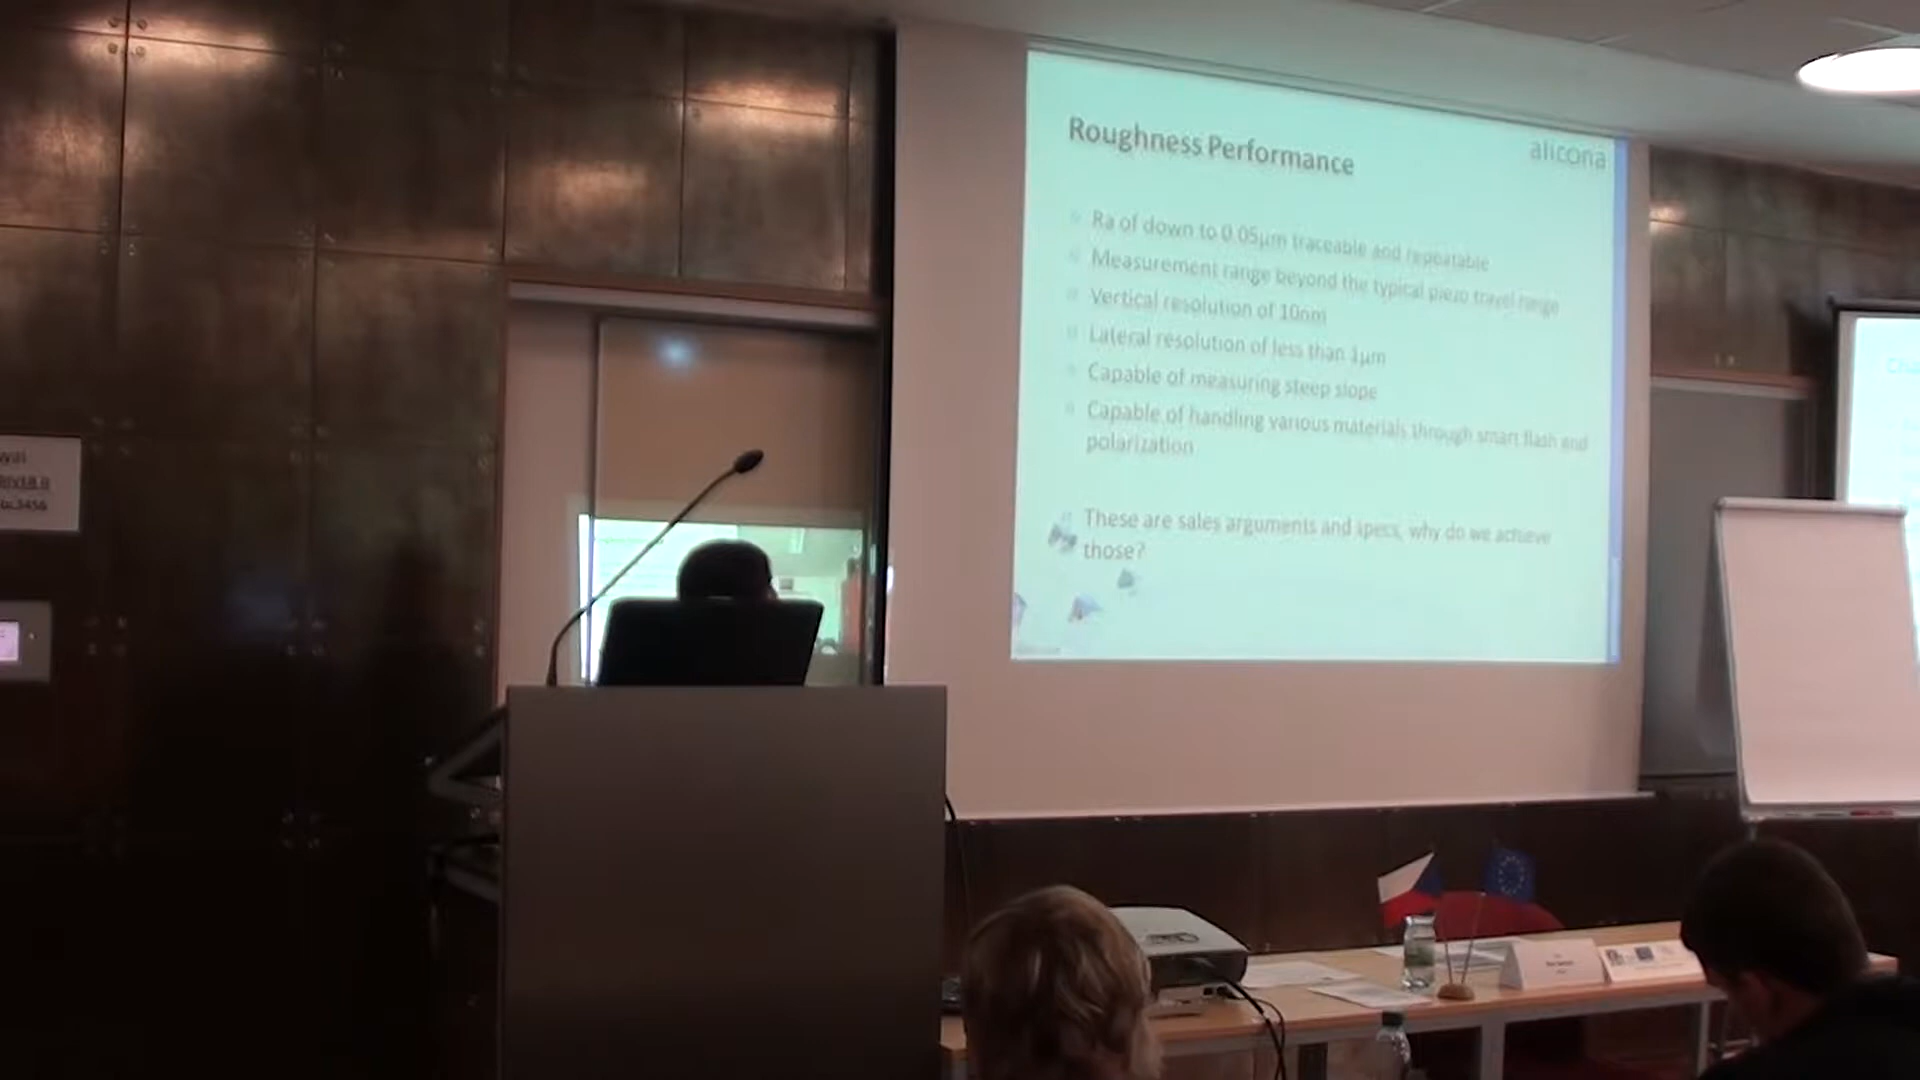 Roughness Performance
alicona
Ra of down to 0.05µm traceable and repeatable
Measurement range beyond the typical piezo travel range
Vertical resolution of 10nm
Lateral resolution of less than 1µm
Capable of measuring steep slope
Capable of handling various materials through smart flash and
polarization
These are sales arguments and specs, why do we achieve
those?